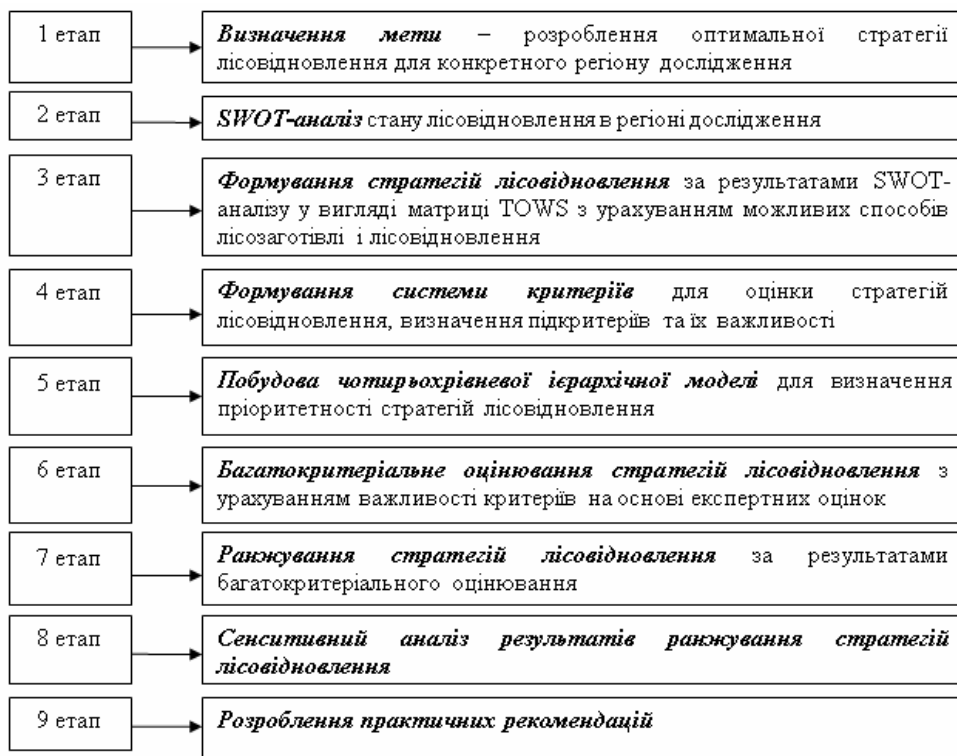 1 етап
Визначення мети – розроблення оптимальної стратегії
лісовідновлення для конкретного регіону дослідження
2 етап
SWOT-аналіз стану лісовідновлення в регіоні дослідження
3 етап
Формування стратегій лісовідновлення за результатами SWOT-
аналізу у вигляді матриці TOWS з урахуванням можливих способів
лісозаготівлі і лісовідновлення
4 етап
Формування системи критеріїв для оцінки стратегій
лісовідновлення, визначення підкритеріїв та їх важливості
5 етап
Побудова чотирьохрівневої ієрархічної моделі для визначення
пріоритетності стратегій лісовідновлення
6 етап
Багатокритеріальне оцінювання стратегій лісовідновлення з
урахуванням важливості критеріїв на основі експертних оцінок
7 етап
Ранжування стратегій лісовідновлення за результатами
багатокритеріального оцінювання
8 етап
Сенситивний аналіз результатів ранжування стратегій
лісовідновлення
9 етап
Розроблення практичних рекомендацій